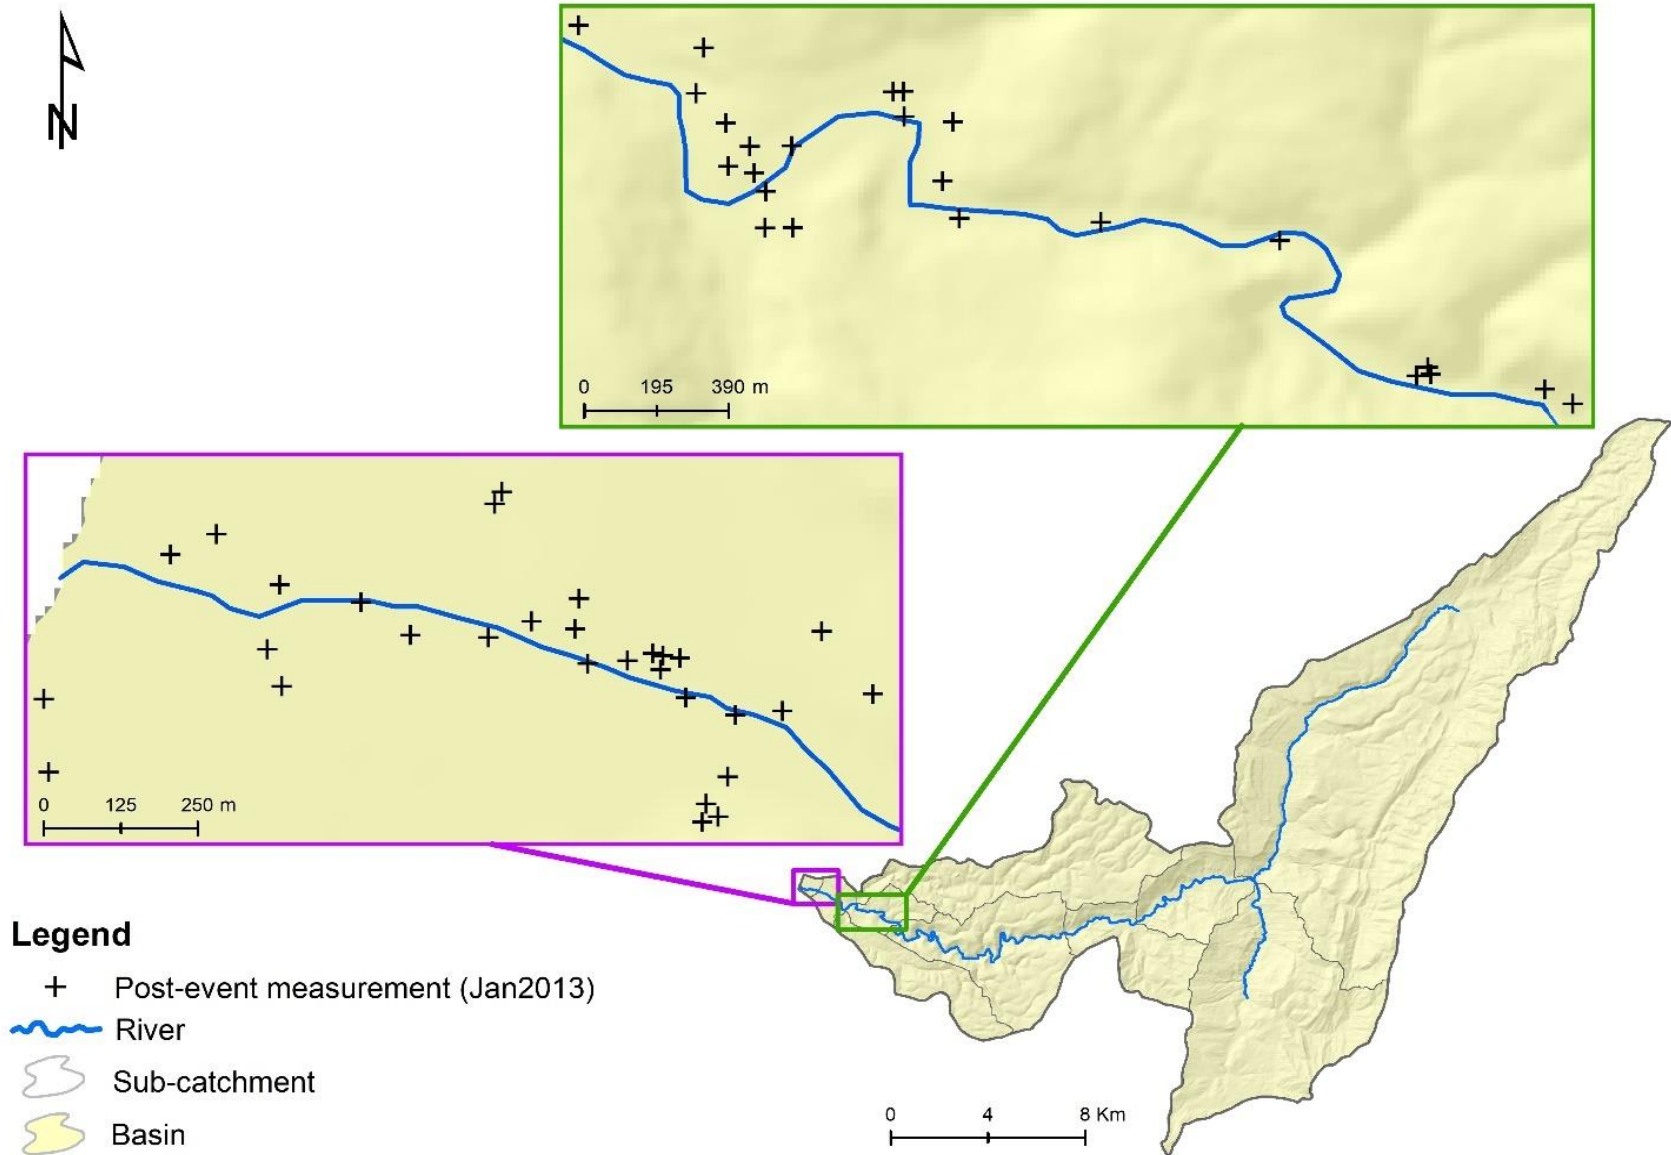 N
0 195 390 m
0 125 250 m
Legend
Post-event measurement (Jan2013)
River
Sub-catchment
Basin
0 4 8 Km